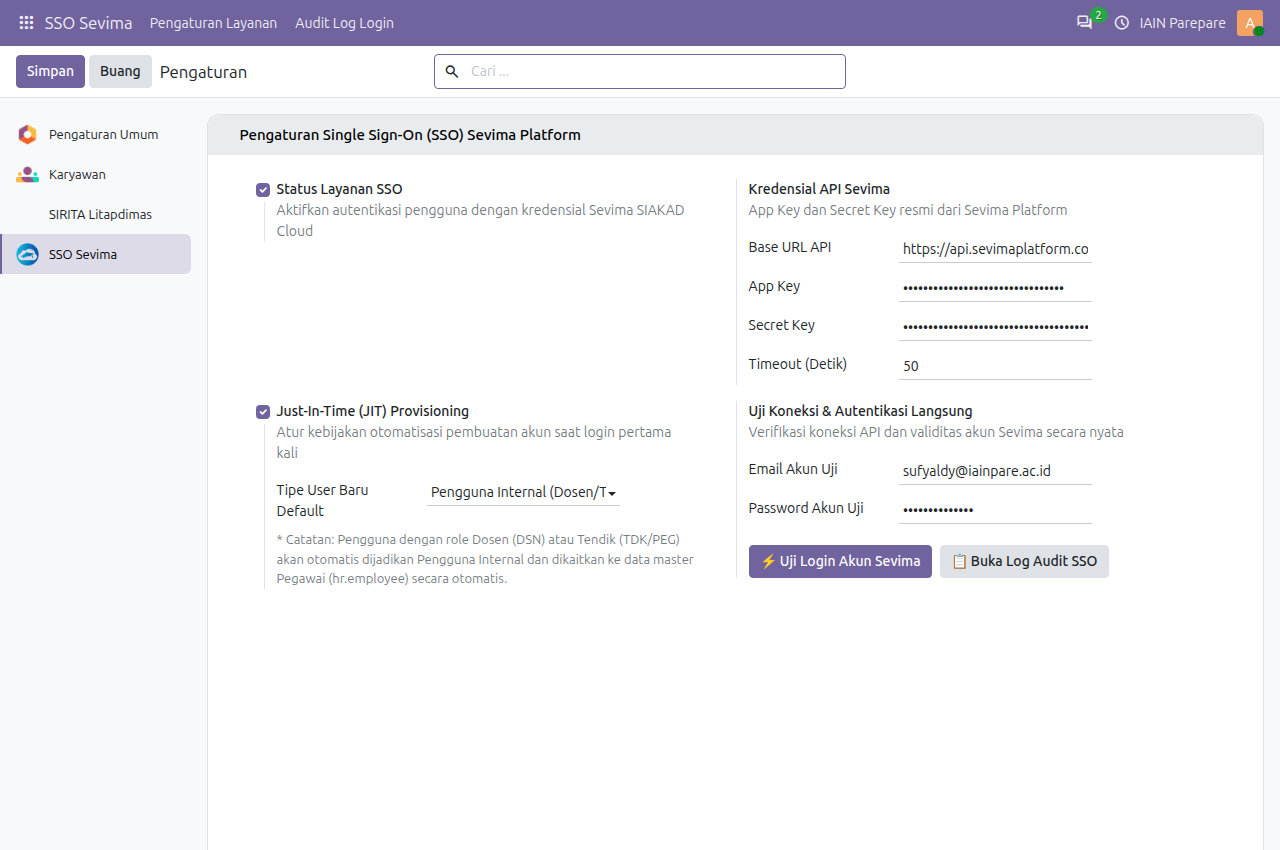 SSO Sevima Pengaturan Layanan Audit Log Login 2 IAIN Parepare A
Simpan Buang Pengaturan Cari ...
Pengaturan Umum
Karyawan
SIRITA Litapdimas
SSO Sevima
Pengaturan Single Sign-On (SSO) Sevima Platform
Status Layanan SSO
Aktifkan autentikasi pengguna dengan kredensial Sevima SIAKAD
Cloud
Kredensial API Sevima
App Key dan Secret Key resmi dari Sevima Platform
Base URL API https://api.sevimaplatform.co
App Key ••••••••••••••••••••••••••••••••
Secret Key •••••••••••••••••••••••••••••••••••••
Timeout (Detik) 50
Just-In-Time (JIT) Provisioning
Atur kebijakan otomatisasi pembuatan akun saat login pertama
kali
Tipe User Baru
Default
Pengguna Internal (Dosen/T
* Catatan: Pengguna dengan role Dosen (DSN) atau Tendik (TDK/PEG)
akan otomatis dijadikan Pengguna Internal dan dikaitkan ke data master
Pegawai (hr.employee) secara otomatis.
Uji Koneksi & Autentikasi Langsung
Verifikasi koneksi API dan validitas akun Sevima secara nyata
Email Akun Uji sufyaldy@iainpare.ac.id
Password Akun Uji ••••••••••••••
⚡ Uji Login Akun Sevima 📋 Buka Log Audit SSO